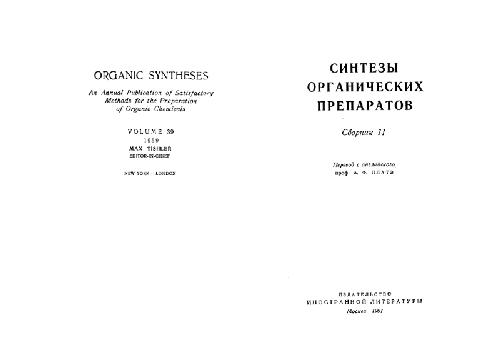 ORGANIC SYNTHESES
An Annual Publication of Satisfactory
Methods for the Preparation
of Organic Chemicals
VOLUME 39
1959
MAX TISHLER
EDITOR-IN-CHIEF
NEW YORK LONDON
СИНТЕЗЫ
ОРГАНИЧЕСКИХ
ПРЕПАРАТОВ
Сборник 11
Перевод с английского
проф. А. Ф. ПЛАТЭ
ИЗДАТЕЛЬСТВО
ИНОСТРАННОЙ ЛИТЕРАТУРЫ
Москва 1961